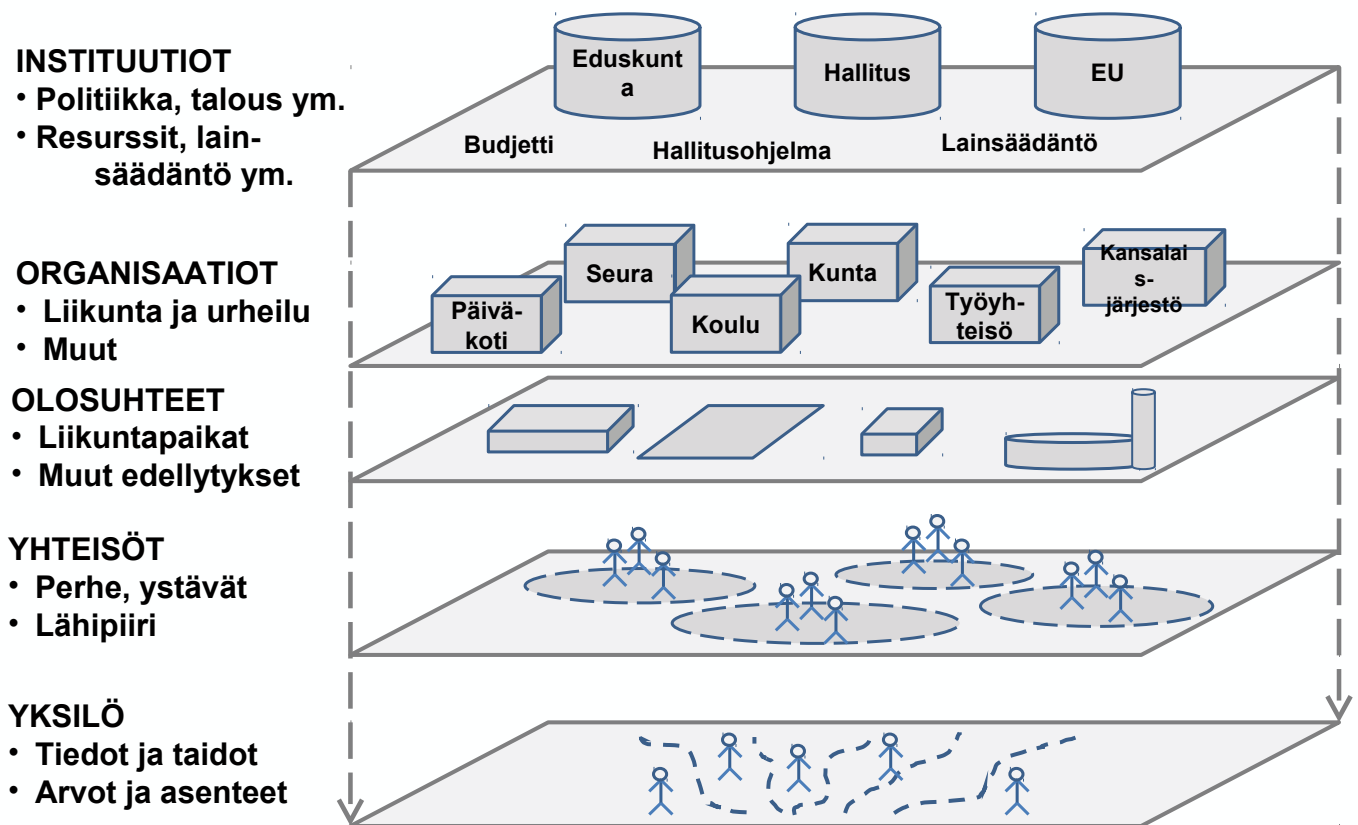 INSTITUUTIOT
• Politiikka, talous ym.
• Resurssit, lain-
säädäntö ym.
Eduskunt
a
Hallitus
EU
Budjetti
Hallitusohjelma
Lainsäädäntö
ORGANISAATIOT
• Liikunta ja urheilu
• Muut
Päivä-
koti
Seura
Koulu
Kunta
Työyh-
teisö
Kansalai
s-
järjestö
OLOSUHTEET
• Liikuntapaikat
• Muut edellytykset
YHTEISÖT
• Perhe, ystävät
• Lähipiiri
YKSILÖ
• Tiedot ja taidot
• Arvot ja asenteet